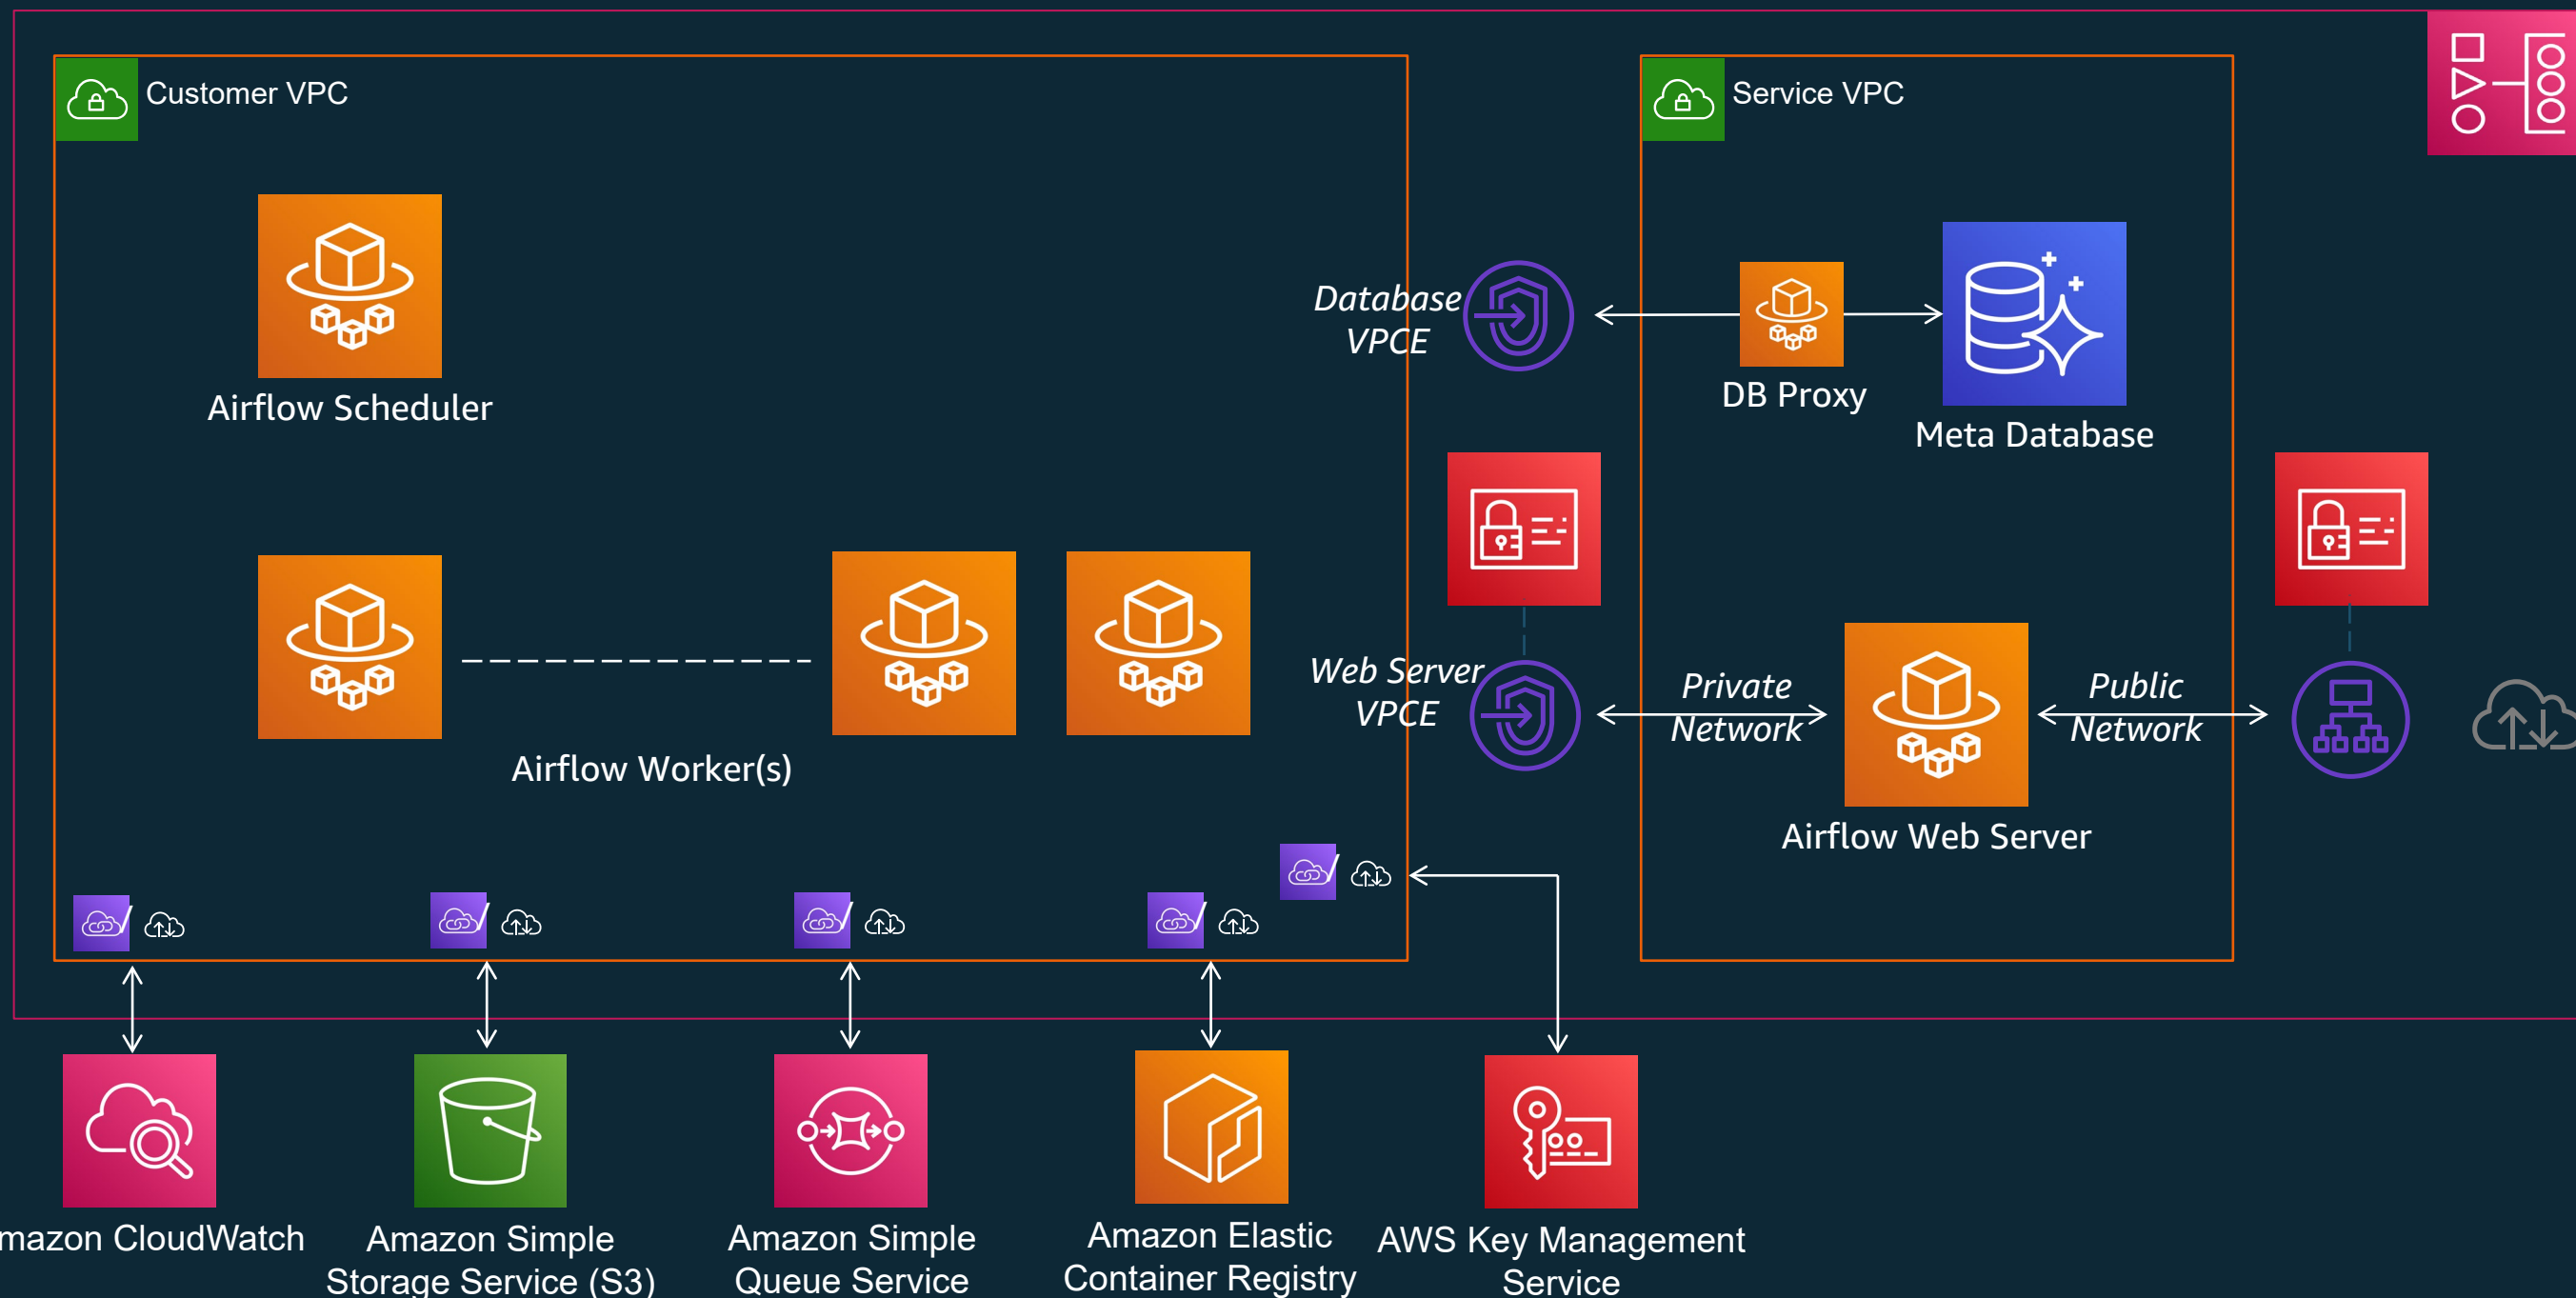 Customer VPC
Service VPC
Airflow Scheduler
Database
VPCE
DB Proxy
Meta Database
Airflow Worker(s)
Web Server
VPCE
Private
Network
Public
Network
Airflow Web Server
/
/
/
/
/
mazon CloudWatch
Amazon Simple
Storage Service (S3)
Amazon Simple
Queue Service
Amazon Elastic
Container Registry
AWS Key Management
Service